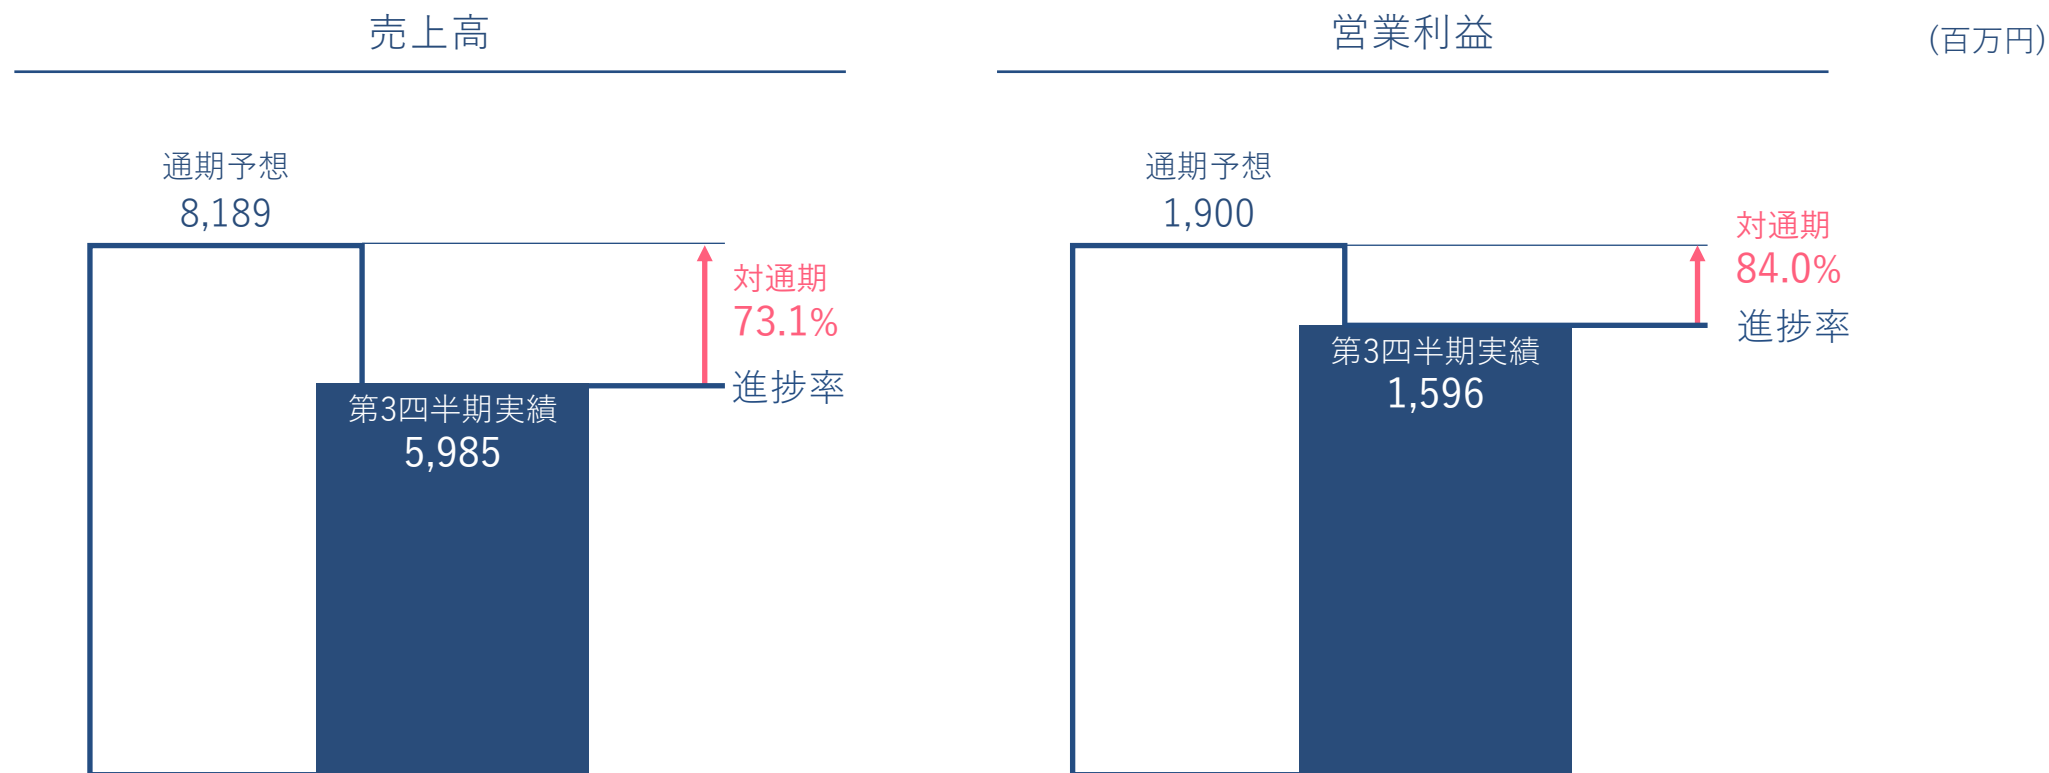 売上高
通期予想
8,189
対通期
73.1%
進捗率
第3四半期実績
5,985
営業利益
(百万円)
通期予想
1,900
対通期
84.0%
進捗率
第3四半期実績
1,596